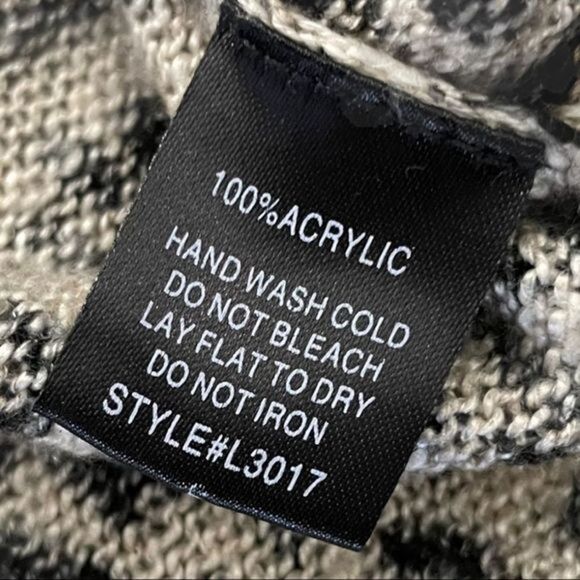 100%ACRYLIC
HAND WASH COLD
DO NOT BLEACH
LAY FLAT TO DRY
DO NOT IRON
STYLE#L3017